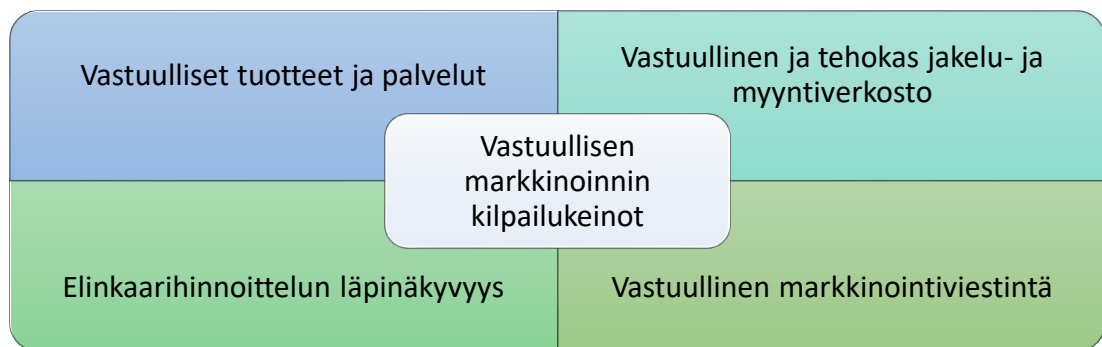 Vastuulliset tuotteet ja palvelut
Vastuullinen ja tehokas jakelu- ja
myyntiverkosto
Vastuullisen
markkinoinnin
kilpailukeinot
Elinkaarihinnoittelun läpinäkyvyys
Vastuullinen markkinointiviestintä